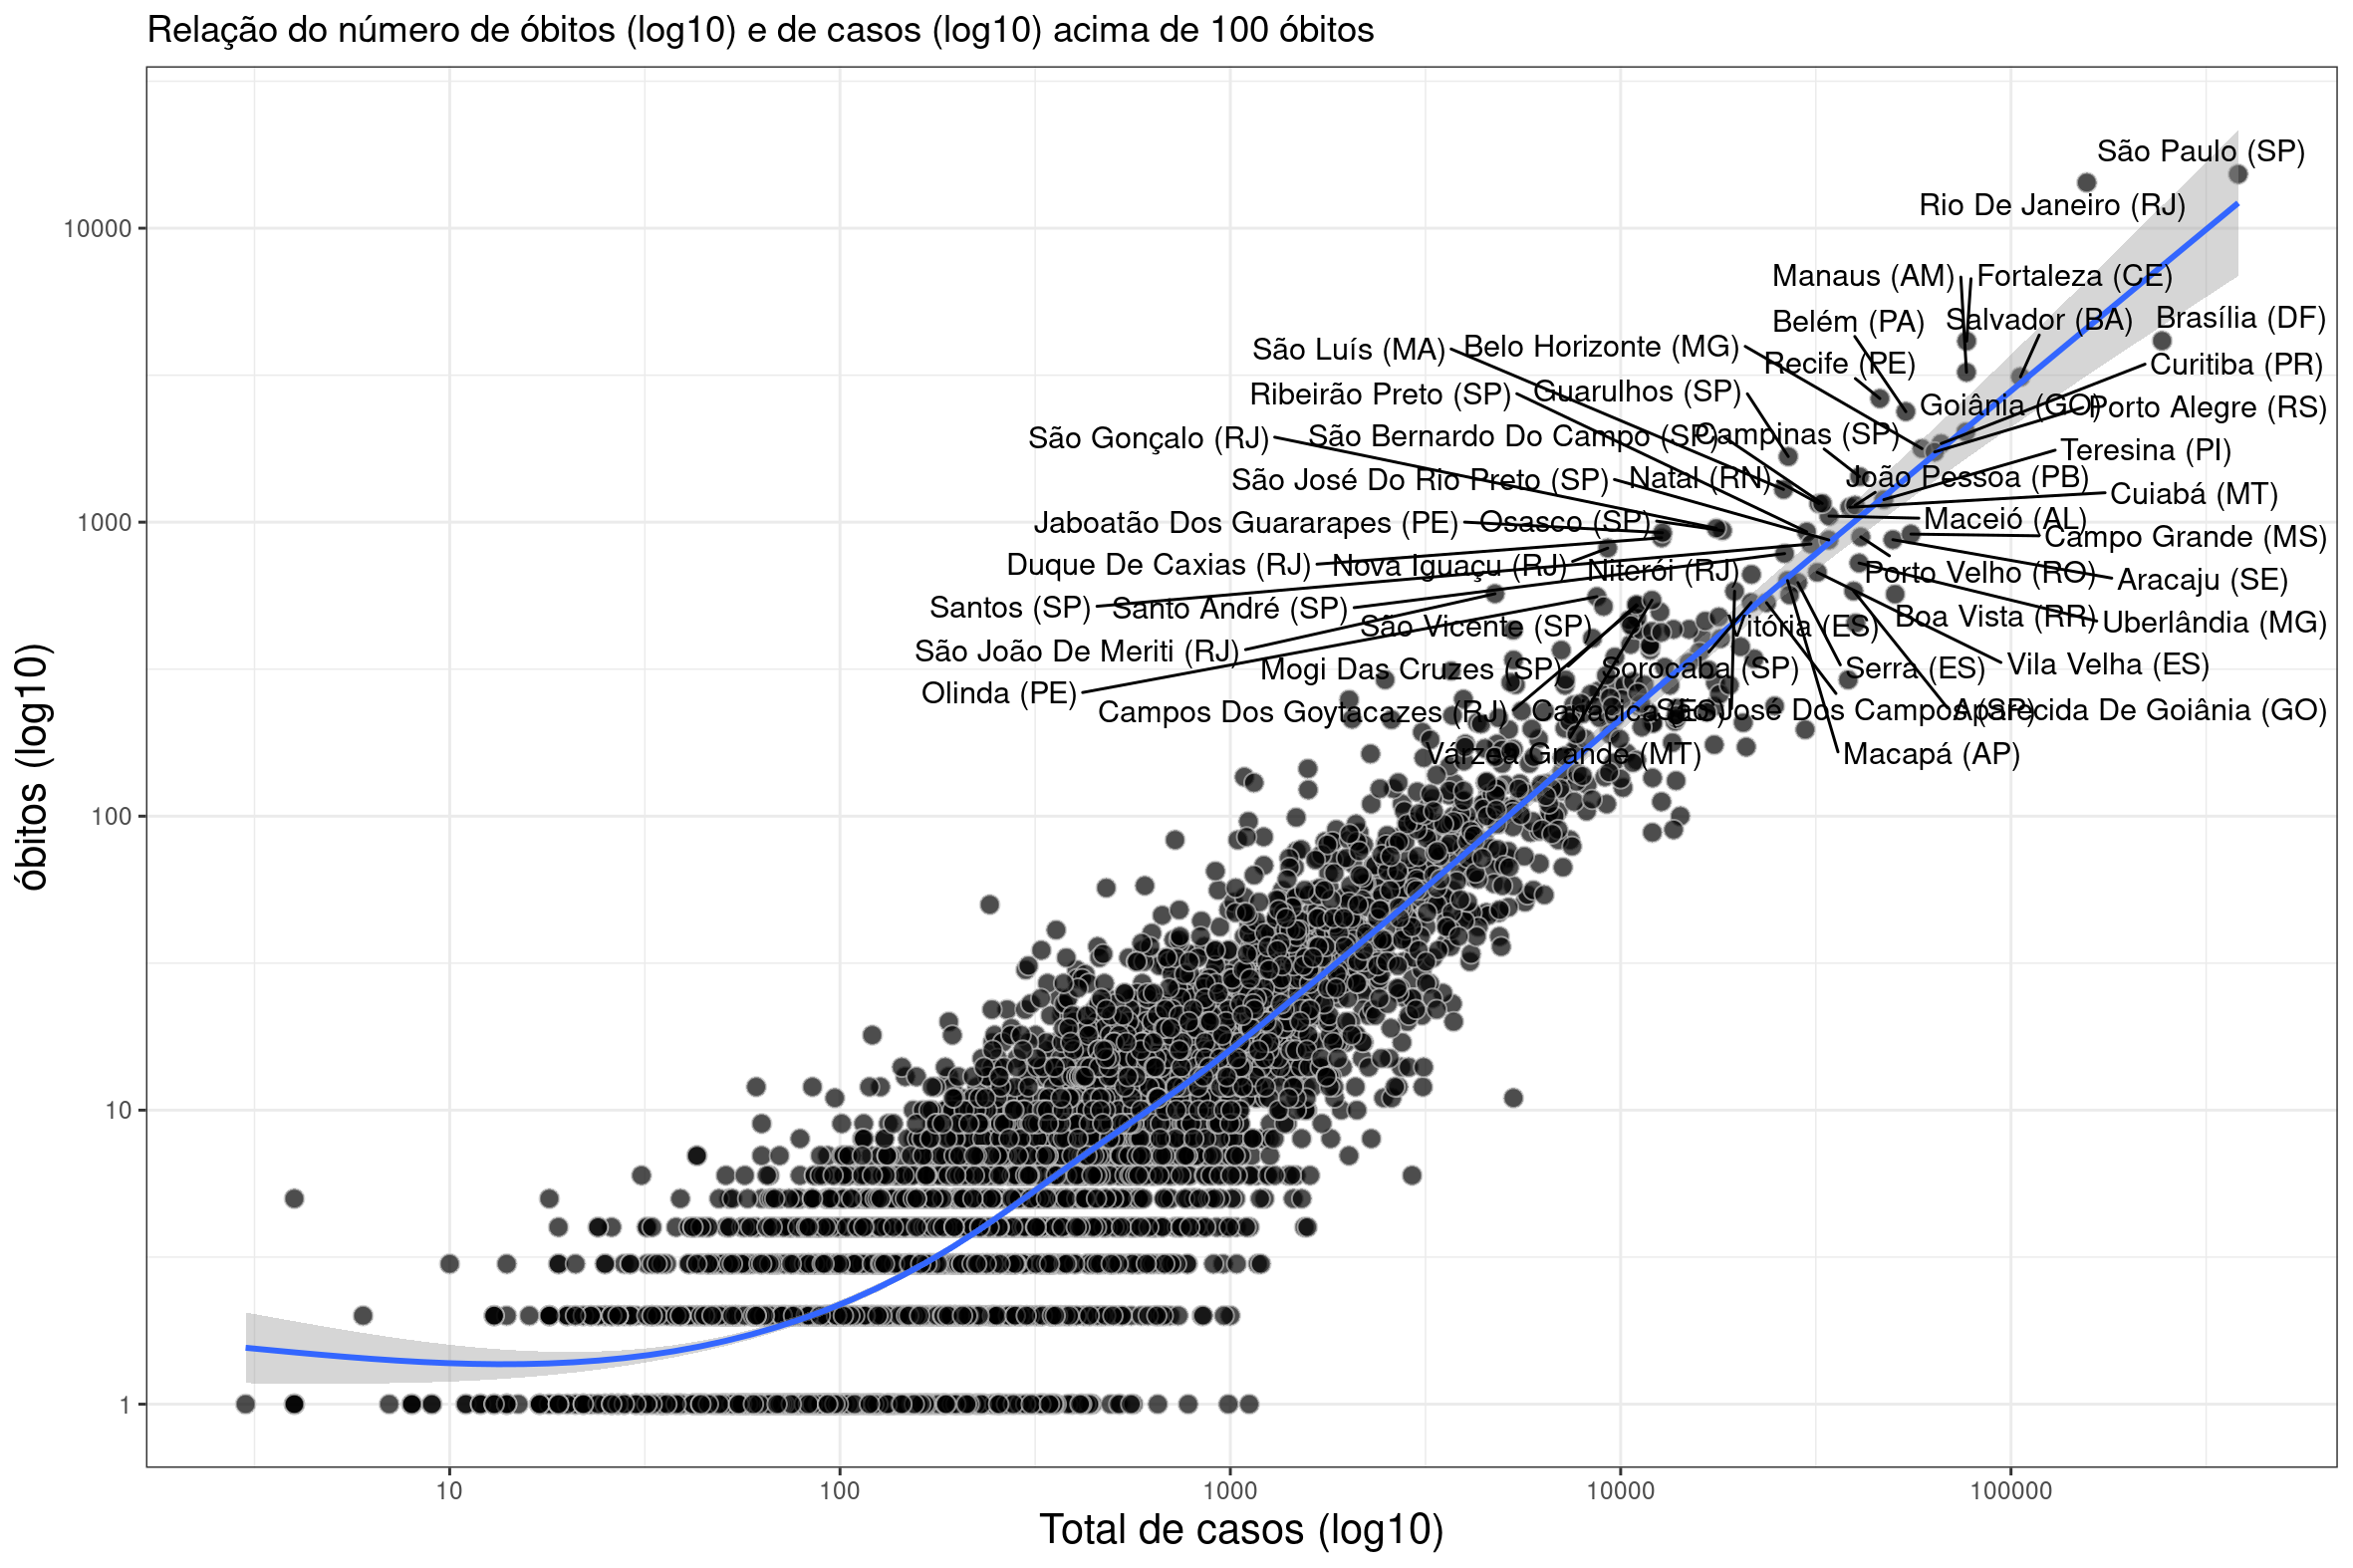 Relação do número de óbitos (log10) e de casos (log10) acima de 100 óbitos
São Paulo (SP)
Rio De Janeiro (RJ)
Manaus (AM)
Fortaleza (CE)
Belém (PA)
Salvador (BA)
Brasília (DF)
São Luís (MA)
Belo Horizonte (MG)
Recife (PE)
Curitiba (PR)
Ribeirão Preto (SP)
Guarulhos (SP)
Goiânia (GO)
Porto Alegre (RS)
São Gonçalo (RJ)
São Bernardo Do Campo (SP)
Campinas (SP)
Teresina (PI)
São José Do Rio Preto (SP)
Natal (RN)
João Pessoa (PB)
Cuiabá (MT)
Jaboatão Dos Guararapes (PE)
Osasco (SP)
Maceió (AL)
Campo Grande (MS)
Duque De Caxias (RJ)
Nova Iguaçu (RJ)
Niterói (RJ)
Porto Velho (RO)
Aracaju (SE)
Santos (SP)
Santo André (SP)
São Vicente (SP)
Vitória (ES)
Boa Vista (RR)
Uberlândia (MG)
São João De Meriti (RJ)
Mogi Das Cruzes (SP)
Sorocaba (SP)
Serra (ES)
Vila Velha (ES)
Olinda (PE)
Campos Dos Goytacazes (RJ)
Cariacica (ES)
São José Dos Campos (SP)
Aparecida De Goiânia (GO)
Várzea Grande (MT)
Macapá (AP)
óbitos (log10)
10000
1000
100
10
1
10
100
1000
10000
100000
Total de casos (log10)